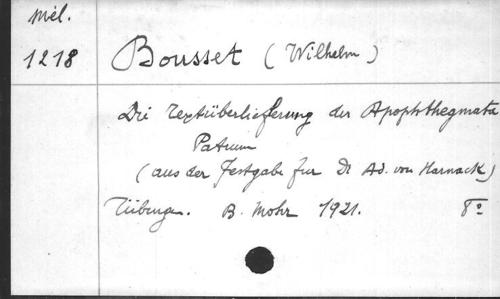 Mél.
1218
Bousset (Wilhelm)
Die Textüberlieferung der Apophthegmata
Patrum
(aus der Festgabe für Dr Ad. von Harnack)
Tübingen. B. Mohr 1921. 8º